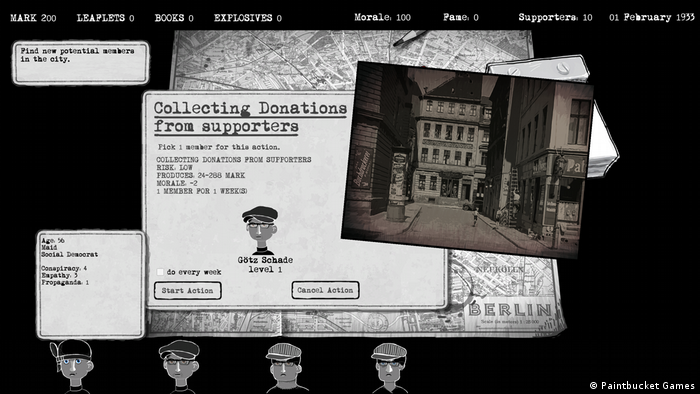 MARK 200 LEAFLETS 0 BOOKS 0 EXPLOSIVES 0 Morale: 100 Fame: 0 Supporters: 10 01 February 1933
Find new potential members
in the city.
Collecting Donations
from supporters
Pick 1 member for this action.
COLLECTING DONATIONS FROM SUPPORTERS
RISK: LOW
PRODUCES: 24-288 MARK
MORALE: -2
1 MEMBER FOR 1 WEEK(S)
Götz Schade
level 1
do every week
Start Action Cancel Action
Age: 56
Maid
Social Democrat
Conspiracy: 4
Empathy: 3
Propaganda: 1
NEUKÖLLN
BERLIN
© Paintbucket Games